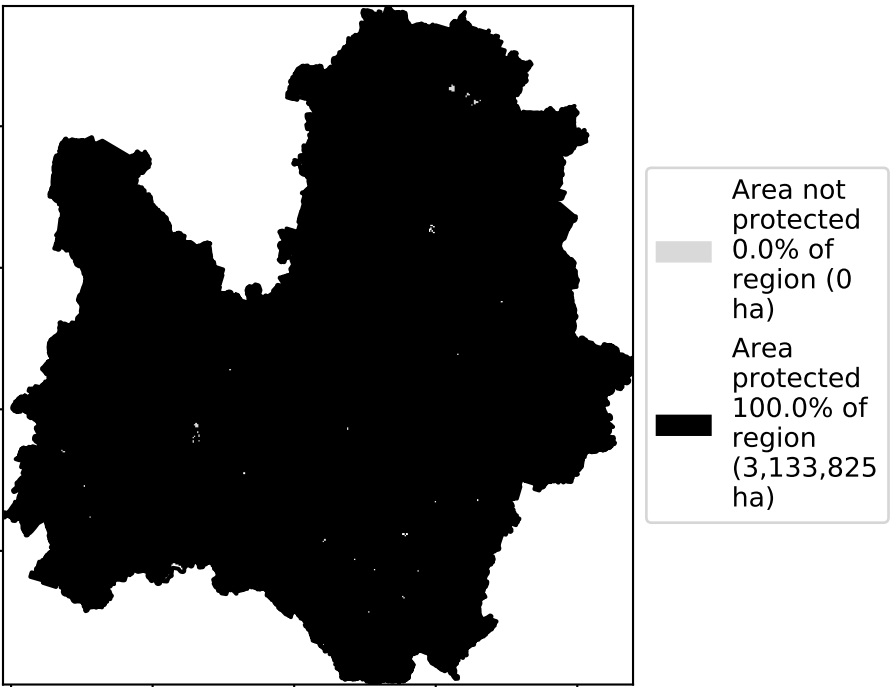 Area not
protected
0.0% of
region (0
ha)
Area
protected
100.0% of
region
(3,133,825
ha)